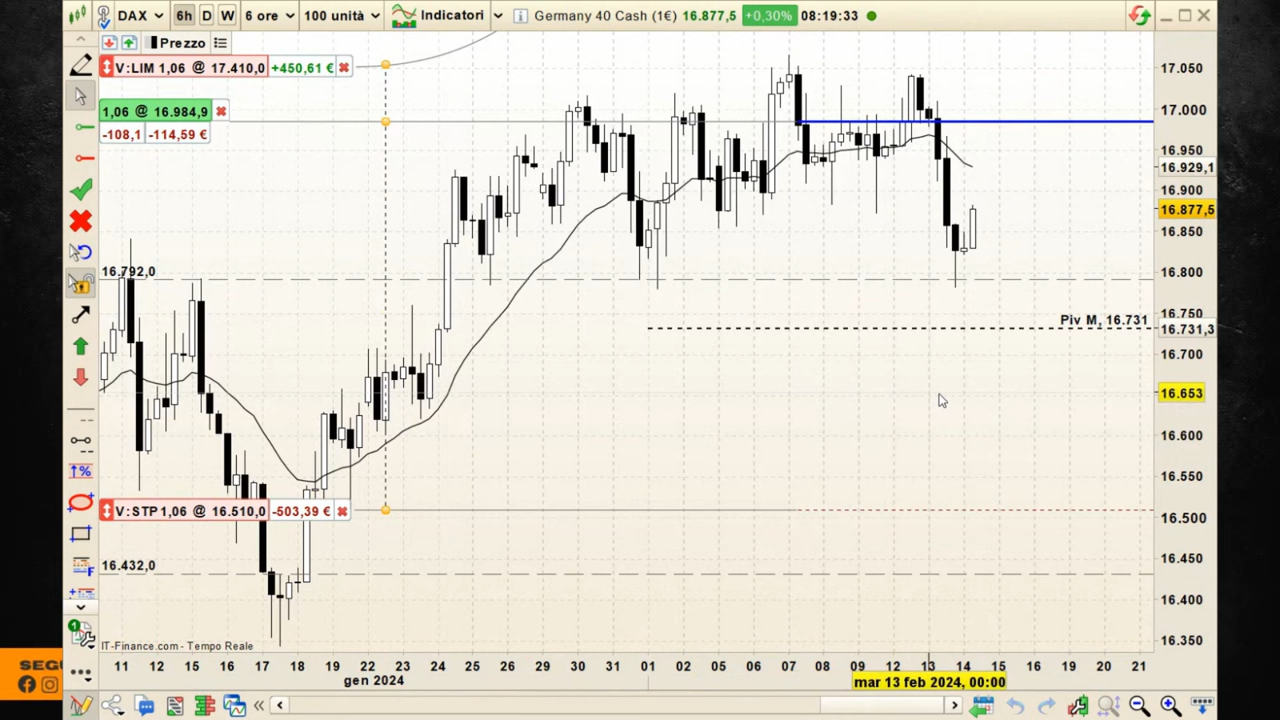 DAX 6h D W 6 ore 100 unità Indicatori Germany 40 Cash (1€) 16.877,5 +0,30% 08:19:33
Prezzo
V:LIM 1,06 @ 17.410,0 +450,61 €
1,06 @ 16.984,9
-108,1 -114,59 €
16.792,0
Piv M, 16.731
V:STP 1,06 @ 16.510,0 -503,39 €
16.432,0
IT-Finance.com - Tempo Reale
17.050
17.000
16.950
16.929,1
16.900
16.877,5
16.850
16.800
16.750
16.731,3
16.700
16.653
16.600
16.550
16.500
16.450
16.400
16.350
11 12 15 16 17 18 19 22 23 24 25 26 29 30 31 01 02 05 06 07 08 09 12 13 14 15 16 19 20 21
gen 2024
mar 13 feb 2024, 00:00
SEGU